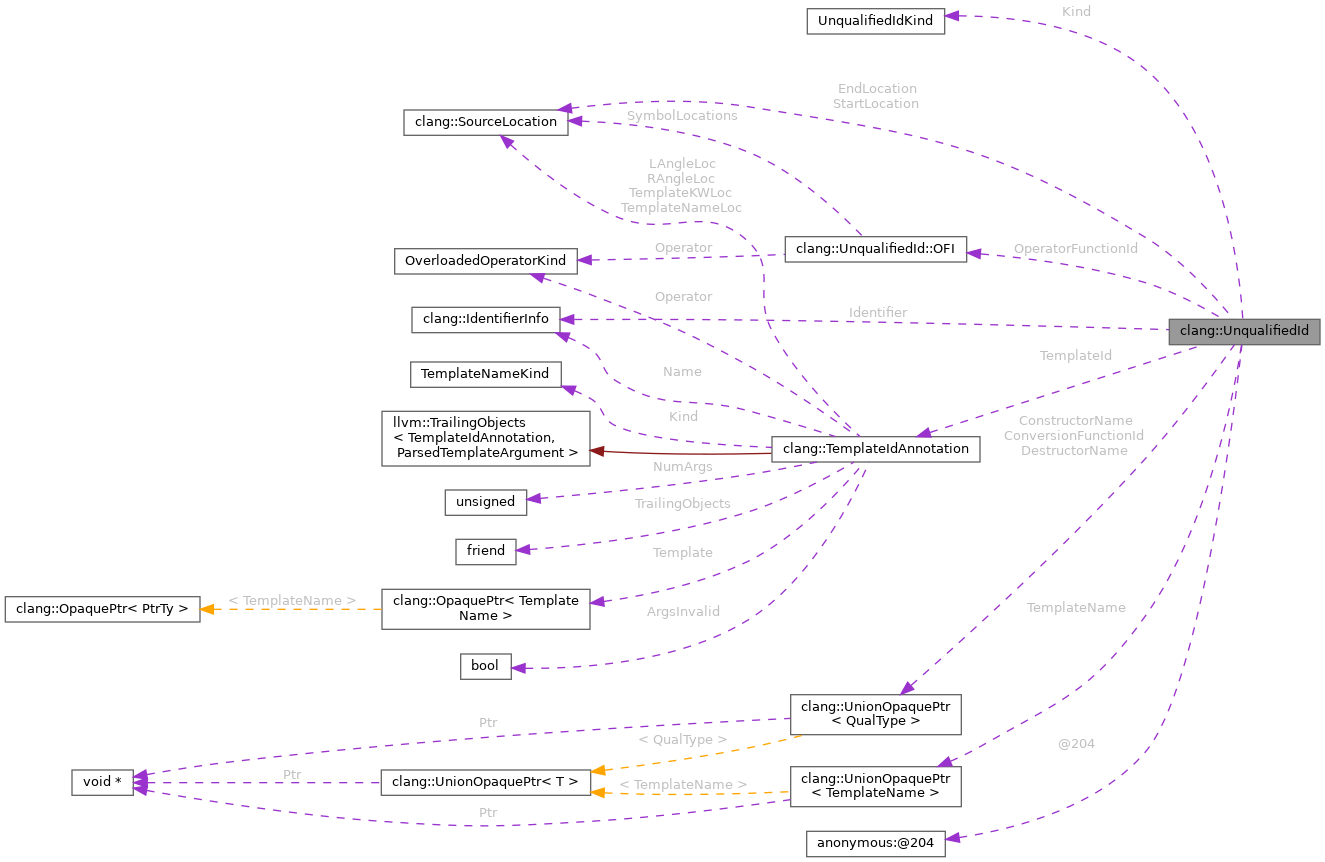 UnqualifiedIdKind
Kind
EndLocation
StartLocation
clang::SourceLocation
SymbolLocations
LAngleLoc
RAngleLoc
TemplateKWLoc
TemplateNameLoc
clang::UnqualifiedId::OFI
OperatorFunctionId
Operator
OverloadedOperatorKind
Operator
clang::IdentifierInfo
Identifier
clang::UnqualifiedId
TemplateId
Name
TemplateNameKind
Kind
llvm::TrailingObjects
< TemplateIdAnnotation,
ParsedTemplateArgument >
ConstructorName
ConversionFunctionId
DestructorName
clang::TemplateIdAnnotation
NumArgs
unsigned
TrailingObjects
friend
Template
clang::OpaquePtr< PtrTy >
< TemplateName >
clang::OpaquePtr< Template
Name >
ArgsInvalid
TemplateName
bool
clang::UnionOpaquePtr
< QualType >
Ptr
< QualType >
@204
void *
Ptr
clang::UnionOpaquePtr< T >
< TemplateName >
clang::UnionOpaquePtr
< TemplateName >
Ptr
anonymous:@204